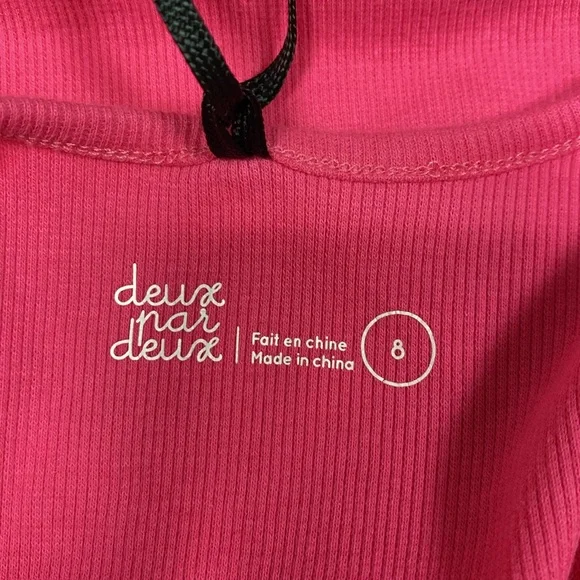 deux
par
deux
Fait en chine
Made in china
8